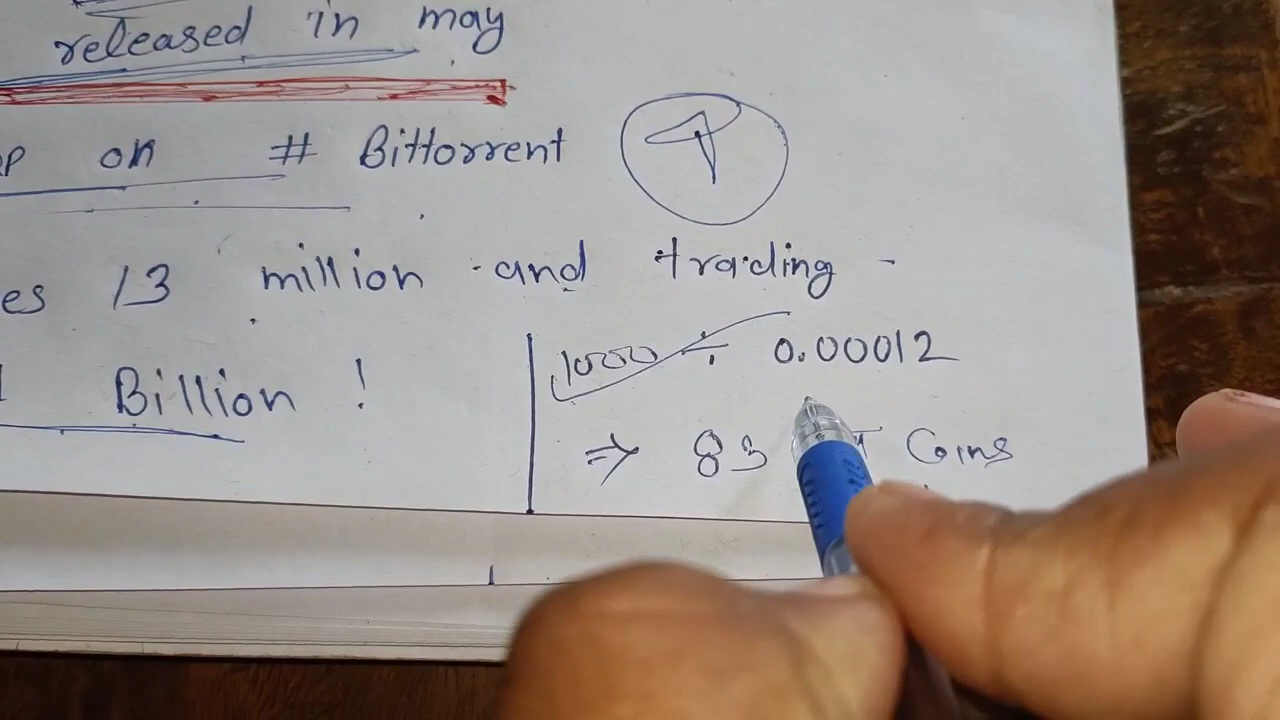 released in may
on # Bittorrent
es 13 million and trading -
Billion !
1000 ÷ 0.00012
⇒ 83 Coins